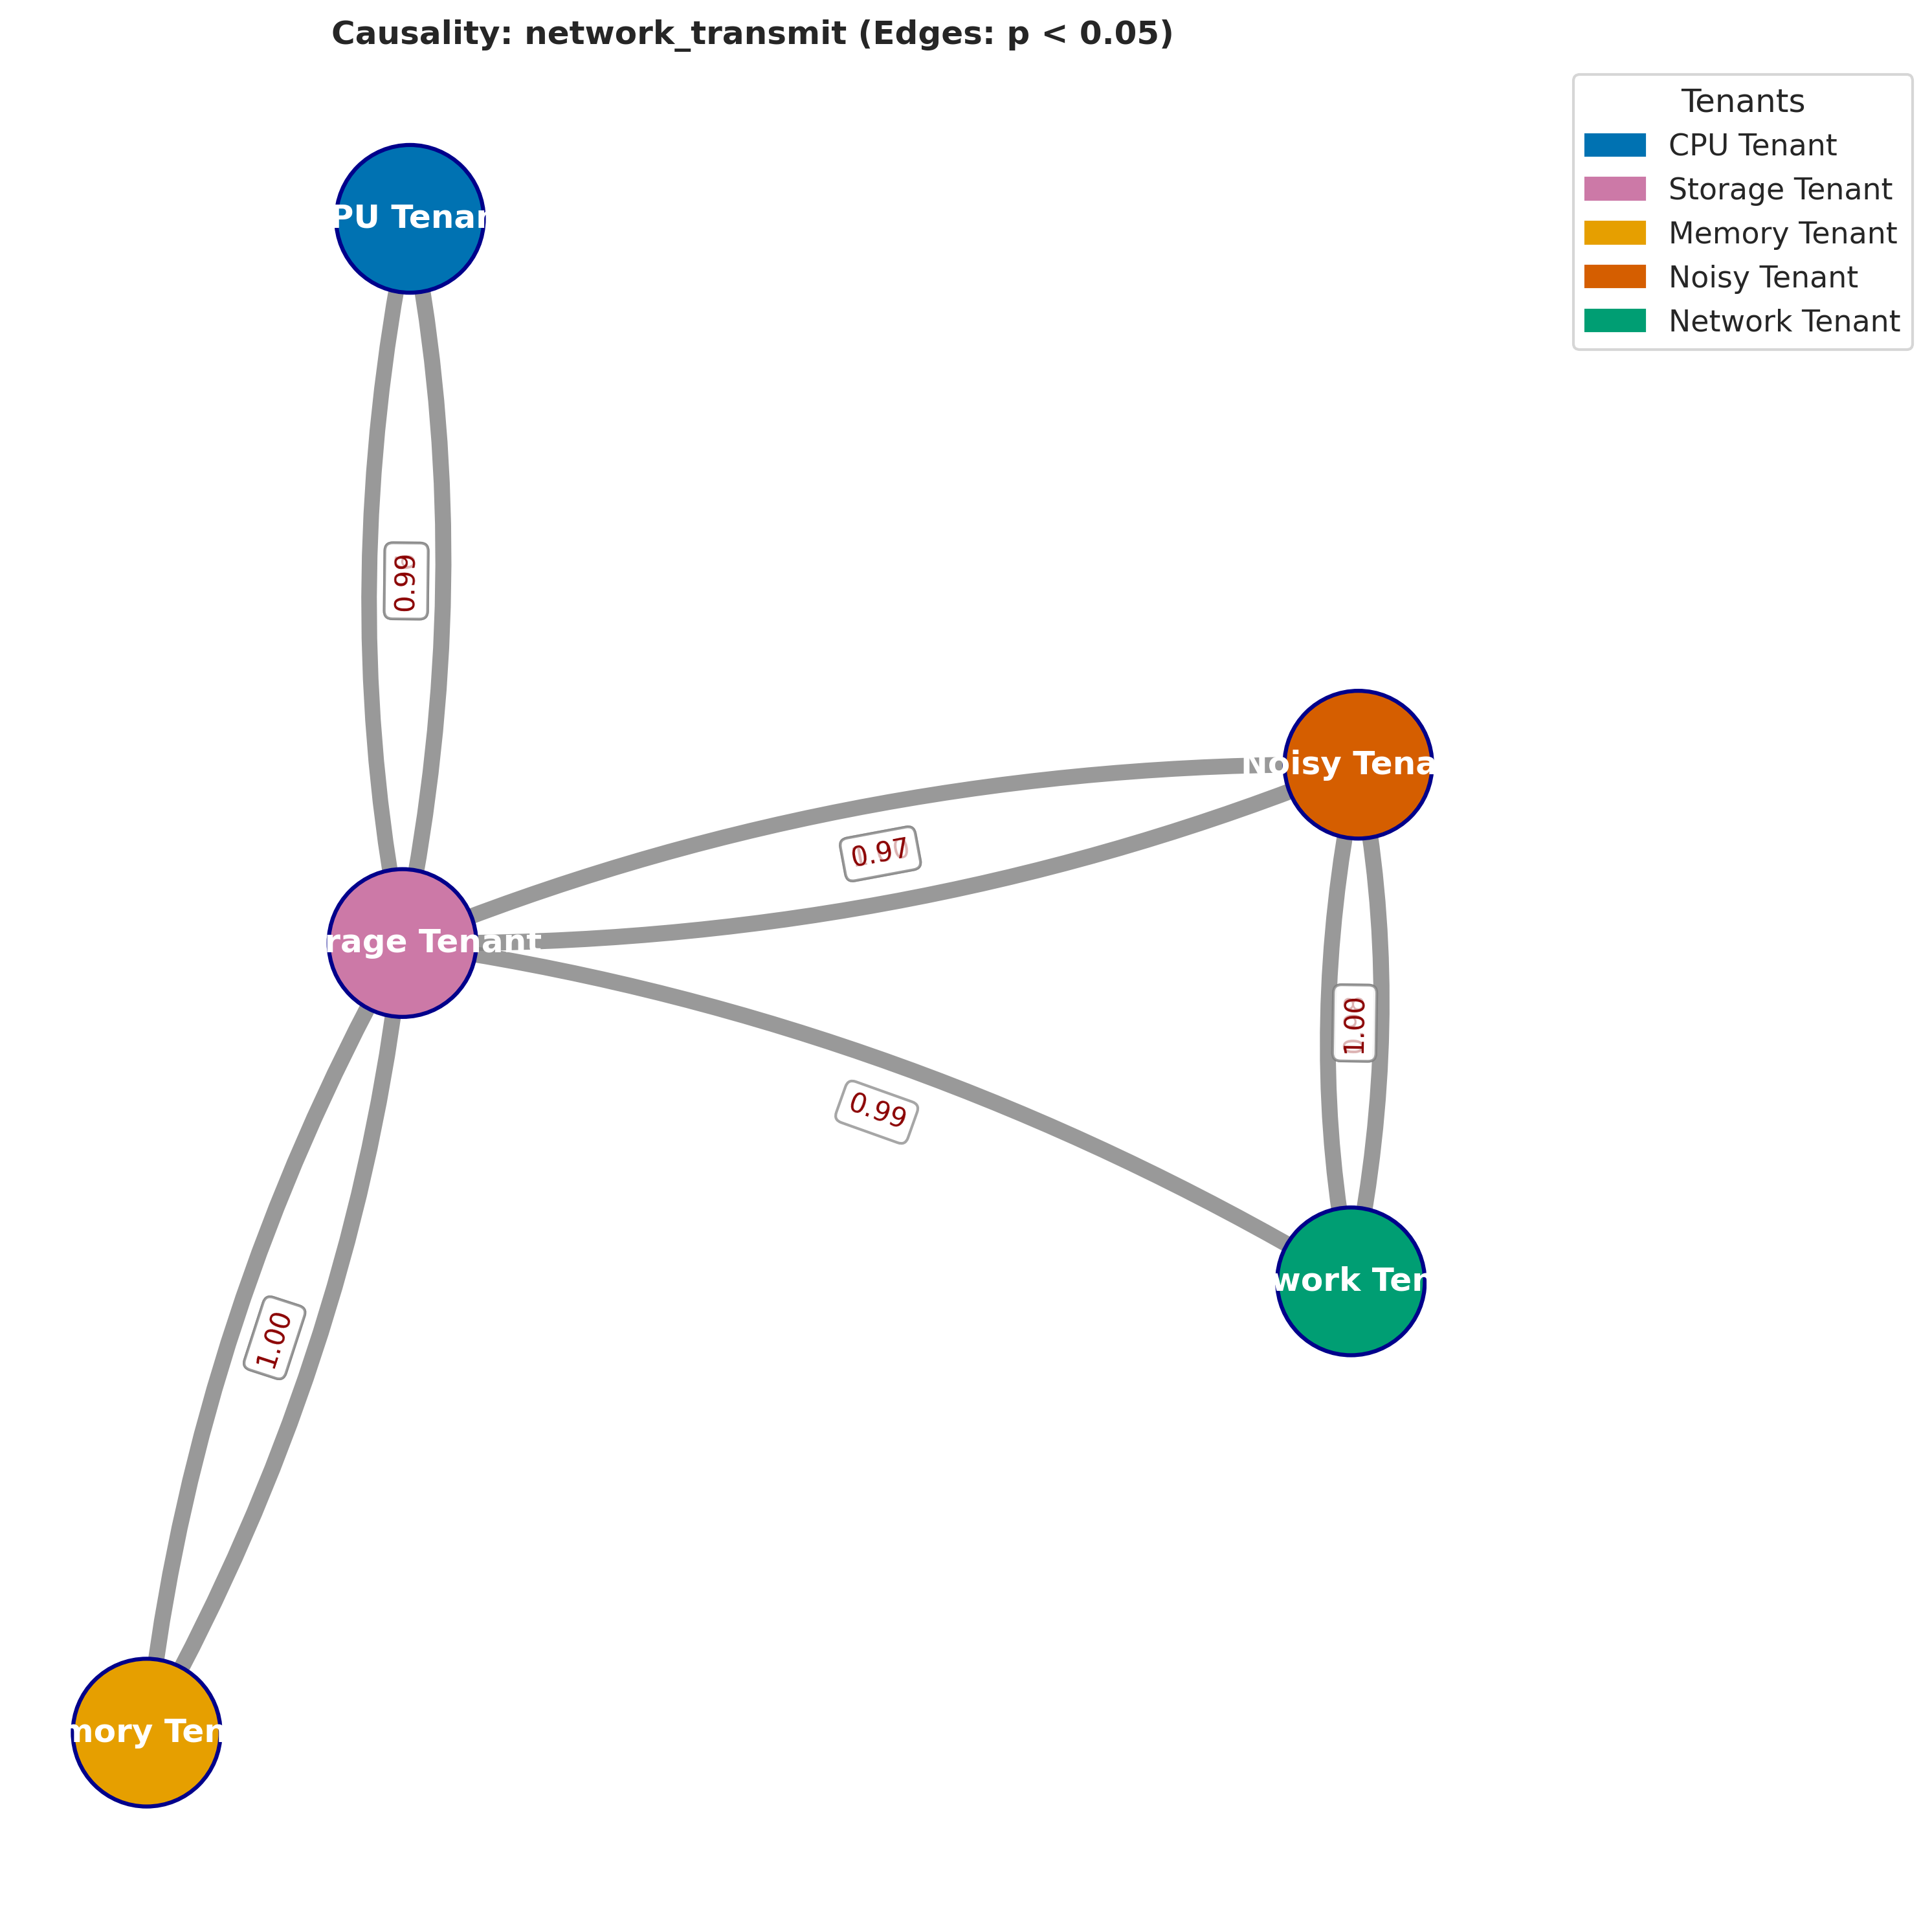 Causality: network_transmit (Edges: p < 0.05)
Tenants
CPU Tenant
Storage Tenant
Memory Tenant
Noisy Tenant
Network Tenant
PU Tenan
0.99
Noisy Tena
0.97
rage Tenant
1.00
0.99
work Ten
1.00
mory Ten